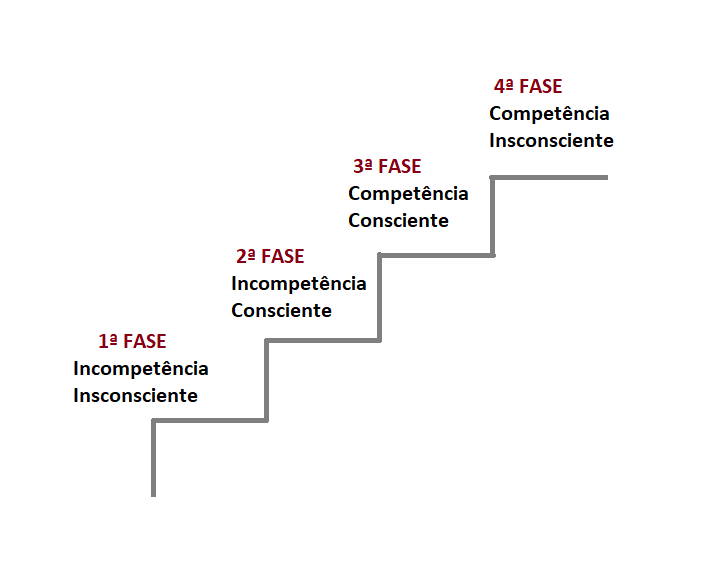 4ª FASE
Competência
Insconsciente
3ª FASE
Competência
Consciente
2ª FASE
Incompetência
Consciente
1ª FASE
Incompetência
Insconsciente